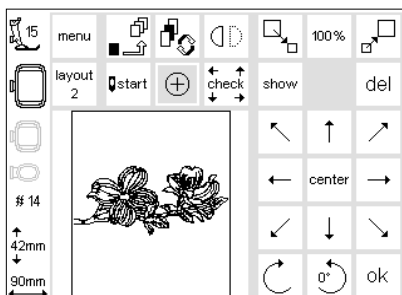 15 menu 100%
layout
2 start check show del
center
# 14
42mm
90mm 0° ok